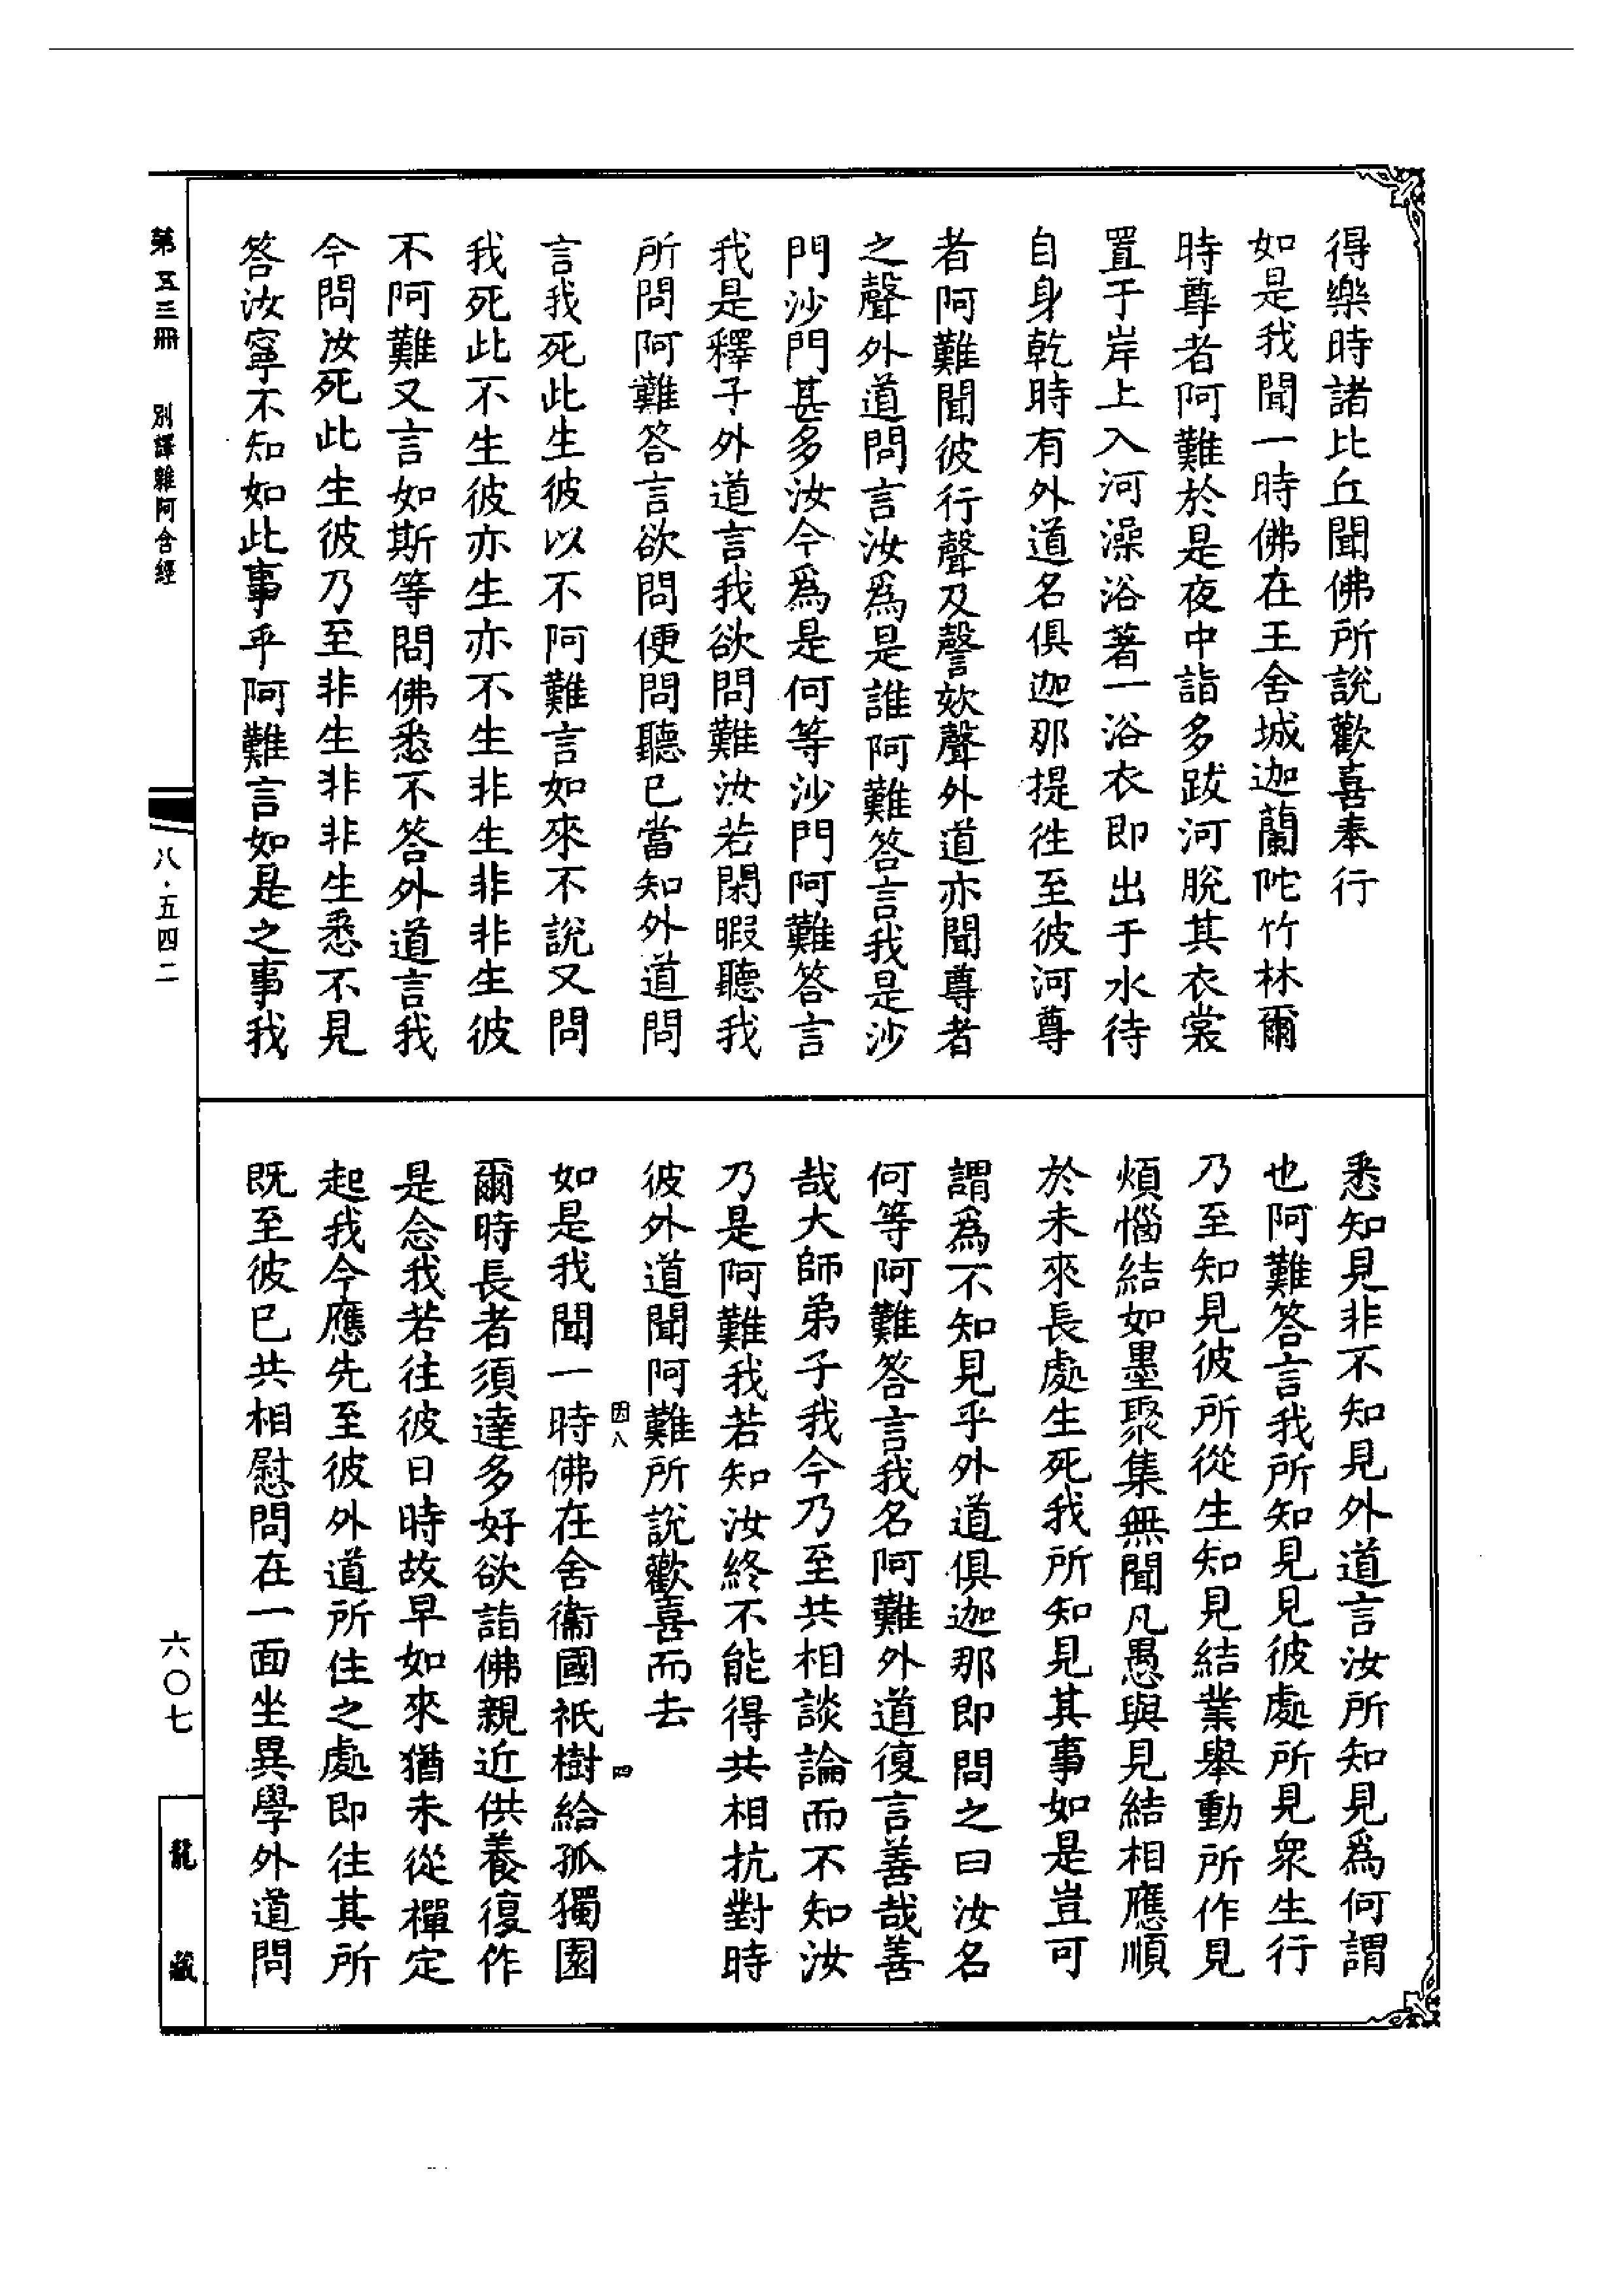 得樂時諸比丘聞佛所說歡喜奉行
如是我聞一時佛在王舍城迦蘭陀竹林爾
時尊者阿難於是夜中詣多跋河脫其衣裳
置于岸上入河澡浴著一浴衣即出于水待
自身乾時有外道名俱迦那提徃至彼河尊
者阿難聞彼行聲及謦欬聲外道亦聞尊者
之聲外道問言汝爲是誰阿難答言我是沙
門沙門甚多汝今爲是何等沙門阿難答言
我是釋子外道言我欲問難汝若閑暇聽我
所問阿難答言欲問便問聽已當知外道問
言我死此生彼以不阿難言如來不說又問
我死此不生彼亦生亦不生非生非非生彼
不阿難又言如斯等問佛悉不答外道言我
今問汝死此生彼乃至非生非非生悉不見
答汝寧不知如此事乎阿難言如是之事我
悉知見非不知見外道言汝所知見爲何謂
也阿難答言我所知見見彼處所見衆生行
乃至知見彼所從生知見結業舉動所作見
煩惱結如墨聚集無聞凡愚與見結相應順
於未來長處生死我所知見其事如是豈可
謂爲不知見乎外道俱迦那即問之曰汝名
何等阿難答言我名阿難外道復言善哉善
哉大師弟子我今乃至共相談論而不知汝
乃是阿難我若知汝終不能得共相抗對時
彼外道聞阿難所說歡喜而去
因八 四
如是我聞一時佛在舍衞國祇樹給孤獨園
爾時長者須達多好欲詣佛親近供養復作
是念我若往彼日時故早如來猶未從禪定
起我今應先至彼外道所住之處即往其所
既至彼已共相慰問在一面坐異學外道問
第五三冊 別譯雜阿含經
八·五四二
六〇七
龍藏